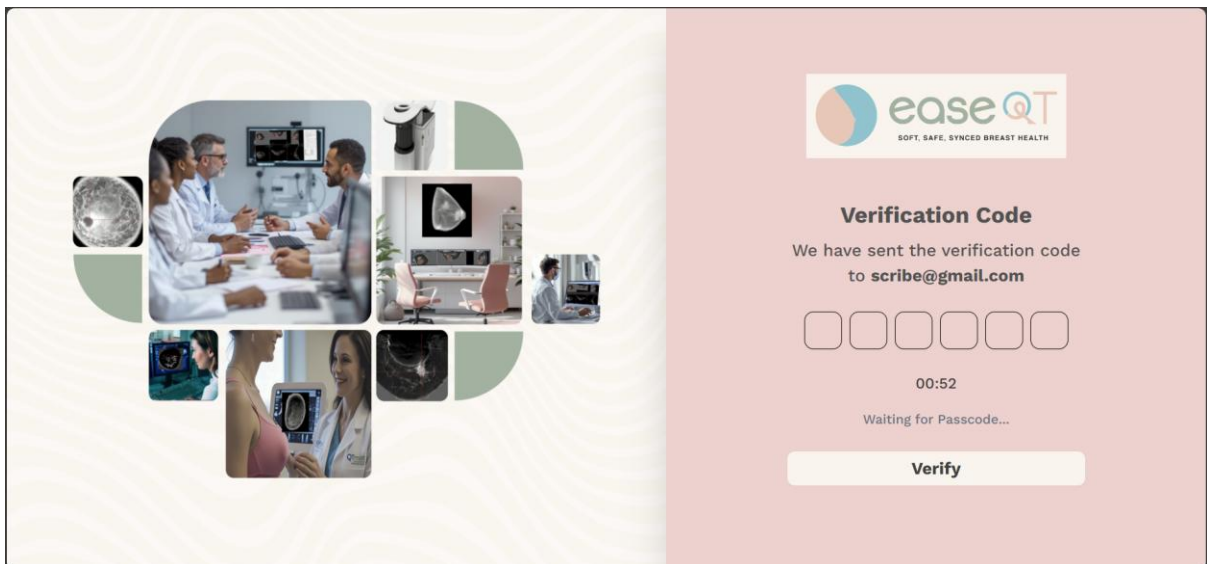 ease QT
SOFT, SAFE, SYNCED BREAST HEALTH
Verification Code
We have sent the verification code
to scribe@gmail.com
00:52
Waiting for Passcode...
Verify